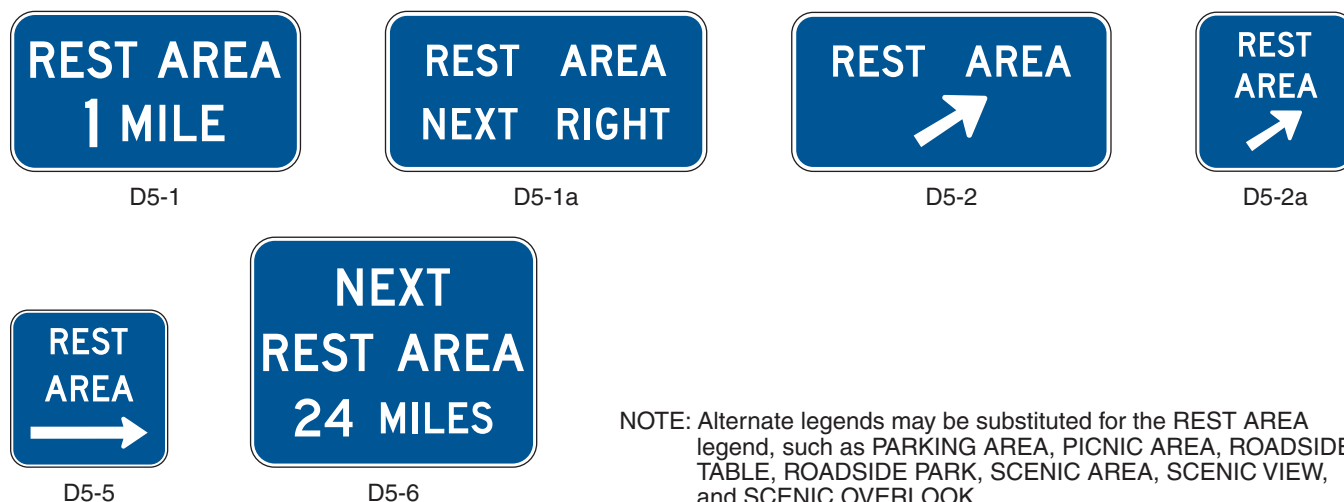 REST AREA
1 MILE
D5-1
REST AREA
NEXT RIGHT
D5-1a
REST AREA
D5-2
REST
AREA
D5-2a
REST
AREA
D5-5
NEXT
REST AREA
24 MILES
D5-6
NOTE: Alternate legends may be substituted for the REST AREA
legend, such as PARKING AREA, PICNIC AREA, ROADSIDE
TABLE, ROADSIDE PARK, SCENIC AREA, SCENIC VIEW,
and SCENIC OVERLOOK